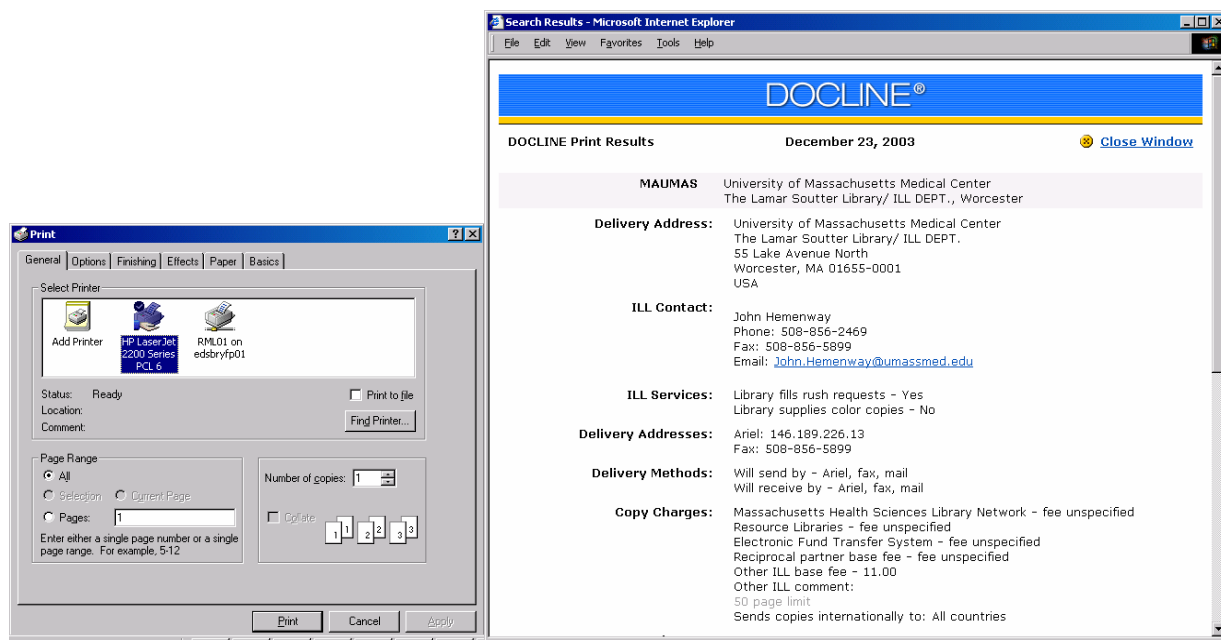 Print
General Options Finishing Effects Paper Basics
Select Printer
Add Printer
HP LaserJet
2200 Series
PCL 6
RML01 on
edsbryfp01
Status: Ready
Location:
Comment:
Print to file
Find Printer...
Page Range
All
Selection Current Page
Pages: 1
Enter either a single page number or a single
page range. For example, 5-12
Number of copies: 1
Collate
1 1 2 2 3 3
Print Cancel Apply
Search Results - Microsoft Internet Explorer
File Edit View Favorites Tools Help
DOCLINE®
DOCLINE Print Results December 23, 2003 Close Window
MAUMAS University of Massachusetts Medical Center
The Lamar Soutter Library/ ILL DEPT., Worcester
Delivery Address: University of Massachusetts Medical Center
The Lamar Soutter Library/ ILL DEPT.
55 Lake Avenue North
Worcester, MA 01655-0001
USA
ILL Contact:
John Hemenway
Phone: 508-856-2469
Fax: 508-856-5899
Email: John.Hemenway@umassmed.edu
ILL Services: Library fills rush requests - Yes
Library supplies color copies - No
Delivery Addresses: Ariel: 146.189.226.13
Fax: 508-856-5899
Delivery Methods: Will send by - Ariel, fax, mail
Will receive by - Ariel, fax, mail
Copy Charges: Massachusetts Health Sciences Library Network - fee unspecified
Resource Libraries - fee unspecified
Electronic Fund Transfer System - fee unspecified
Reciprocal partner base fee - fee unspecified
Other ILL base fee - 11.00
Other ILL comment:
50 page limit
Sends copies internationally to: All countries